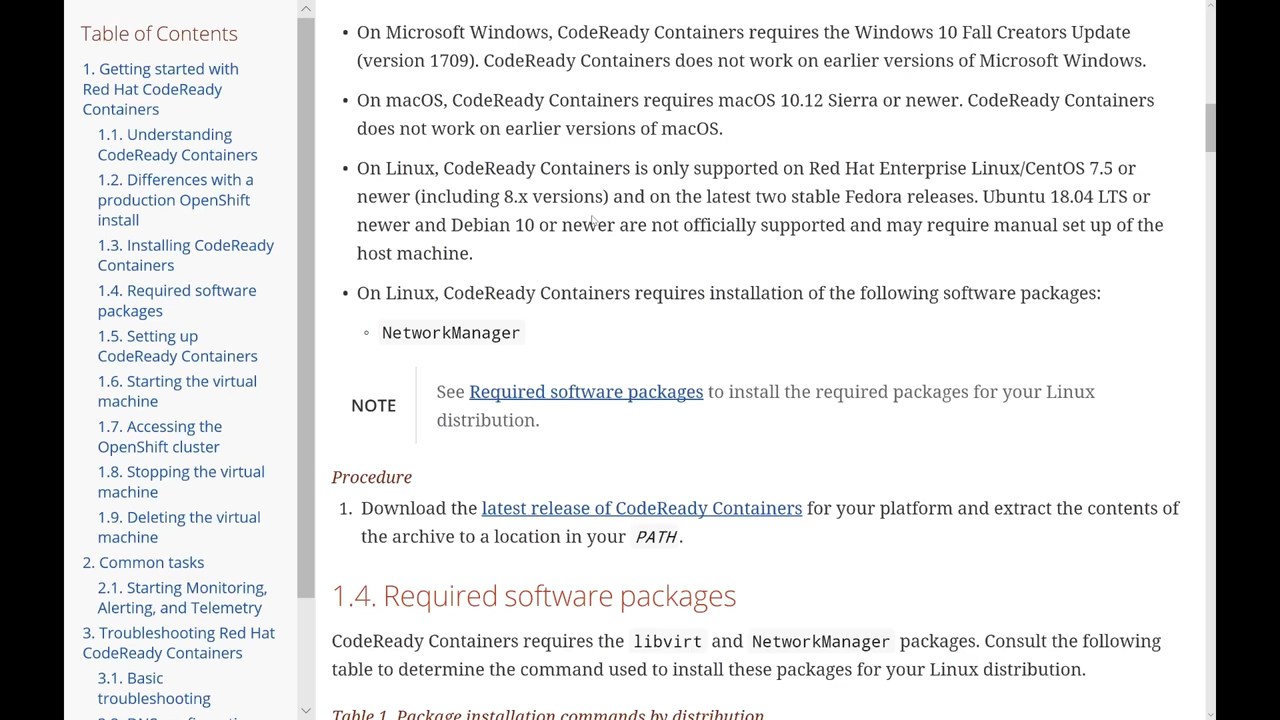 Table of Contents
1. Getting started with
Red Hat CodeReady
Containers
1.1. Understanding
CodeReady Containers
1.2. Differences with a
production OpenShift
install
1.3. Installing CodeReady
Containers
1.4. Required software
packages
1.5. Setting up
CodeReady Containers
1.6. Starting the virtual
machine
1.7. Accessing the
OpenShift cluster
1.8. Stopping the virtual
machine
1.9. Deleting the virtual
machine
2. Common tasks
2.1. Starting Monitoring,
Alerting, and Telemetry
3. Troubleshooting Red Hat
CodeReady Containers
3.1. Basic
troubleshooting
• On Microsoft Windows, CodeReady Containers requires the Windows 10 Fall Creators Update
(version 1709). CodeReady Containers does not work on earlier versions of Microsoft Windows.
• On macOS, CodeReady Containers requires macOS 10.12 Sierra or newer. CodeReady Containers
does not work on earlier versions of macOS.
• On Linux, CodeReady Containers is only supported on Red Hat Enterprise Linux/CentOS 7.5 or
newer (including 8.x versions) and on the latest two stable Fedora releases. Ubuntu 18.04 LTS or
newer and Debian 10 or newer are not officially supported and may require manual set up of the
host machine.
• On Linux, CodeReady Containers requires installation of the following software packages:
◦ NetworkManager
NOTE
See Required software packages to install the required packages for your Linux
distribution.
Procedure
1. Download the latest release of CodeReady Containers for your platform and extract the contents of
the archive to a location in your PATH.
1.4. Required software packages
CodeReady Containers requires the libvirt and NetworkManager packages. Consult the following
table to determine the command used to install these packages for your Linux distribution.
Table 1. Package installation commands by distribution